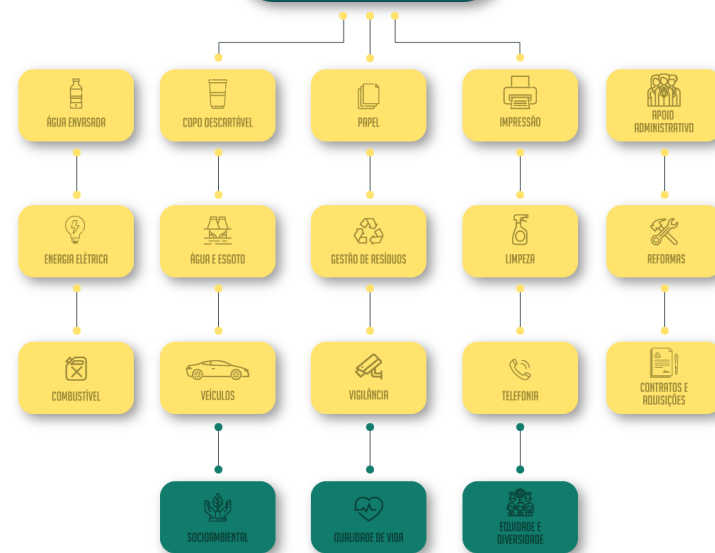 ÁGUA ENVASADA
COPO DESCARTÁVEL
PAPEL
IMPRESSÃO
APOIO
ADMINISTRATIVO
ENERGIA ELÉTRICA
ÁGUA E ESGOTO
GESTÃO DE RESÍDUOS
LIMPEZA
REFORMAS
COMBUSTÍVEL
VEÍCULOS
VIGILÂNCIA
TELEFONIA
CONTRATOS E
AQUISIÇÕES
SOCIOAMBIENTAL
QUALIDADE DE VIDA
EQUIDADE E
DIVERSIDADE